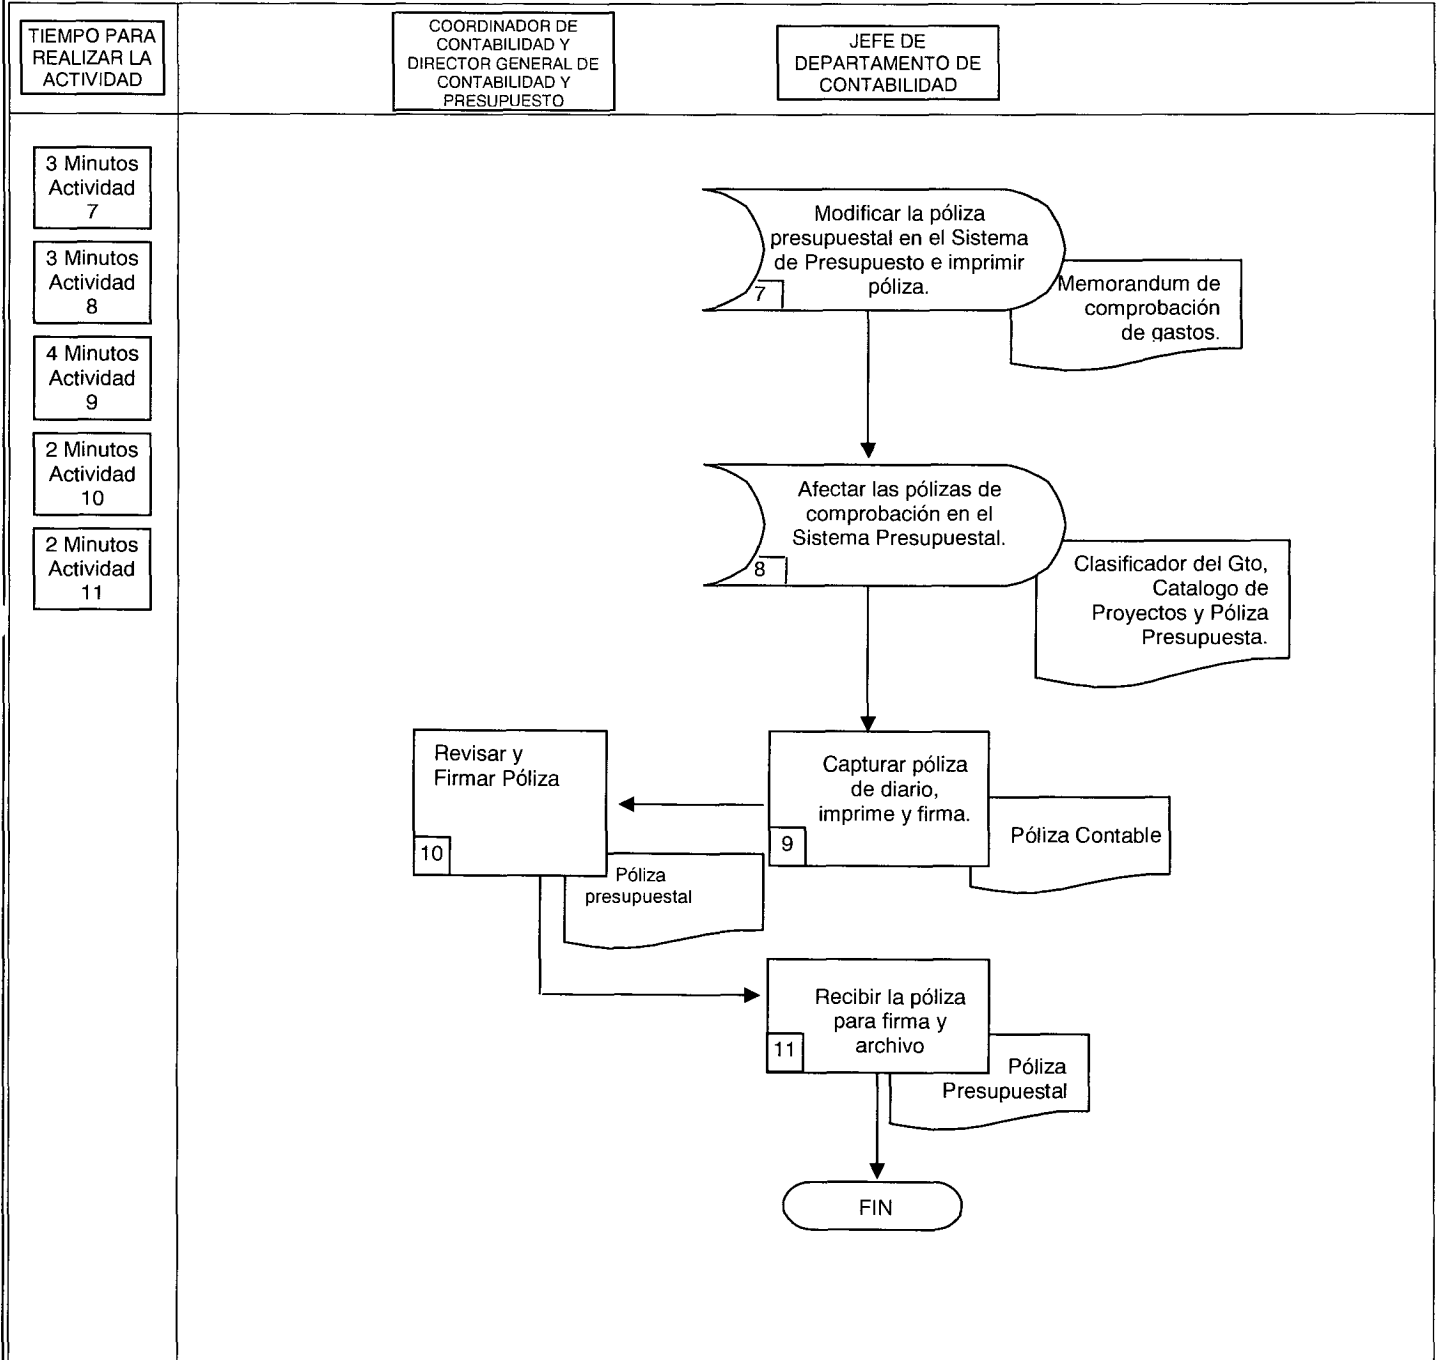 TIEMPO PARA
REALIZAR LA
ACTIVIDAD
COORDINADOR DE
CONTABILIDAD Y
DIRECTOR GENERAL DE
CONTABILIDAD Y
PRESUPUESTO
JEFE DE
DEPARTAMENTO DE
CONTABILIDAD
3 Minutos
Actividad
7
3 Minutos
Actividad
8
4 Minutos
Actividad
9
2 Minutos
Actividad
10
2 Minutos
Actividad
11
Modificar la póliza
presupuestal en el Sistema
de Presupuesto e imprimir
póliza.
7
Memorandum de
comprobación
de gastos.
Afectar las pólizas de
comprobación en el
Sistema Presupuestal.
8
Clasificador del Gto,
Catalogo de
Proyectos y Póliza
Presupuesta.
Capturar póliza
de diario,
imprime y firma.
9
Póliza Contable
Revisar y
Firmar Póliza
10
Póliza
presupuestal
Recibir la póliza
para firma y
archivo
11
Póliza
Presupuestal
FIN